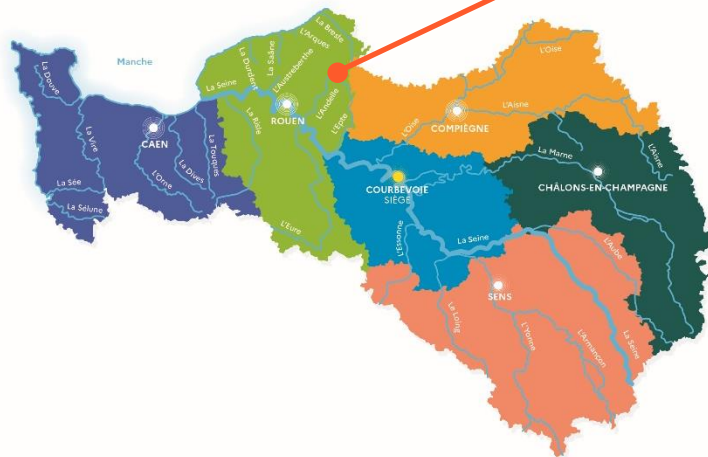 Manche
La Douve
La Vire
La Sée
La Sélune
CAEN
L'Orne
La Dives
La Touques
La Seine
La Durdent
La Saâne
L'Austreberthe
L'Arques
La Bresle
ROUEN
L'Andelle
L'Epte
La Risle
L'Eure
L'Oise
L'Oise
COMPIÈGNE
L'Aisne
L'Aisne
COURBEVOIE
SIÈGE
La Marne
CHÂLONS-EN-CHAMPAGNE
L'Essonne
La Seine
L'Aube
SENS
Le Loing
L'Yonne
L'Armançon
La Seine